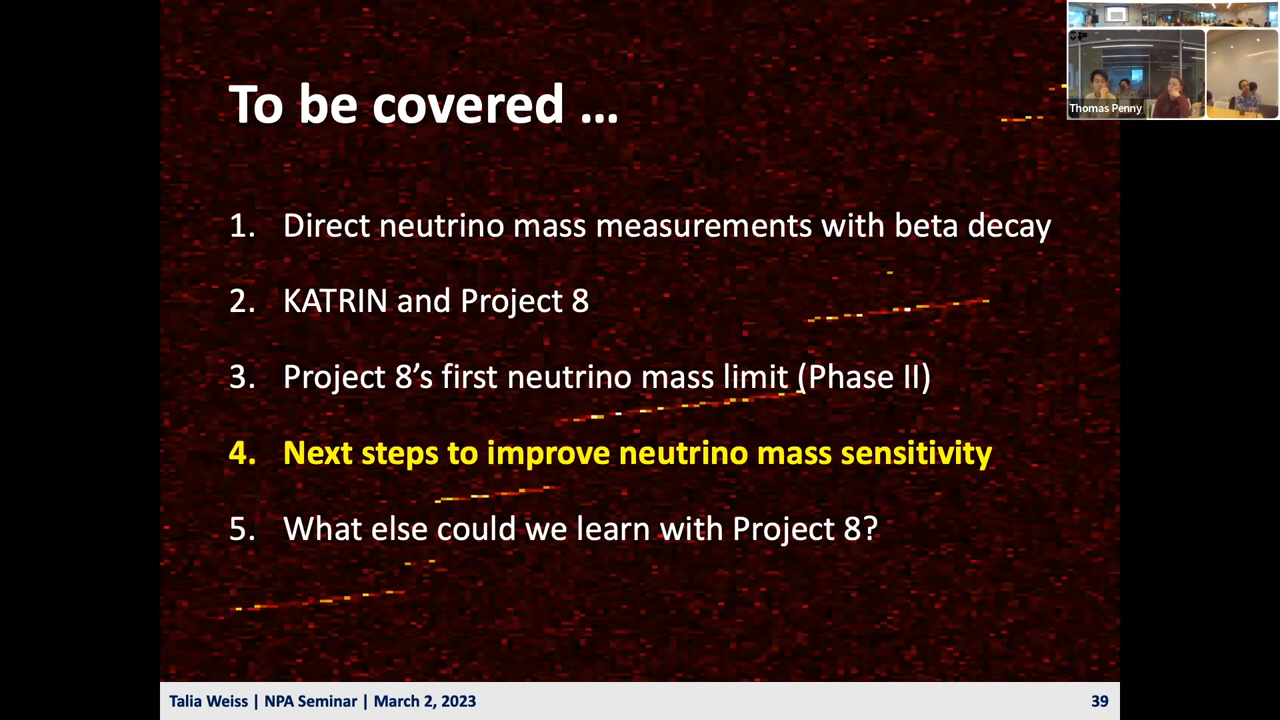 To be covered ...
Thomas Penny
1. Direct neutrino mass measurements with beta decay
2. KATRIN and Project 8
3. Project 8’s first neutrino mass limit (Phase II)
4. Next steps to improve neutrino mass sensitivity
5. What else could we learn with Project 8?
Talia Weiss | NPA Seminar | March 2, 2023
39